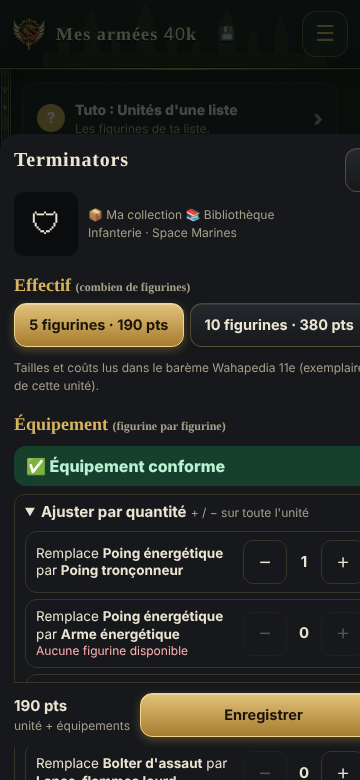 Mes armées 40k 💾 ☰
? Tuto : Unités d'une liste ›
Les figurines de ta liste.
Terminators
📦 Ma collection 📚 Bibliothèque
Infanterie · Space Marines
Effectif (combien de figurines)
5 figurines · 190 pts
10 figurines · 380 pts
Tailles et coûts lus dans le barème Wahapedia 11e (exemplaire
de cette unité).
Équipement (figurine par figurine)
✅ Équipement conforme
▼ Ajuster par quantité + / − sur toute l'unité
Remplace Poing énergétique
par Poing tronçonneur
− 1 +
Remplace Poing énergétique
par Arme énergétique
Aucune figurine disponible
− 0 +
190 pts
unité + équipements
Enregistrer
Remplace Bolter d'assaut par
Lance-flammes lourd
− 0 +